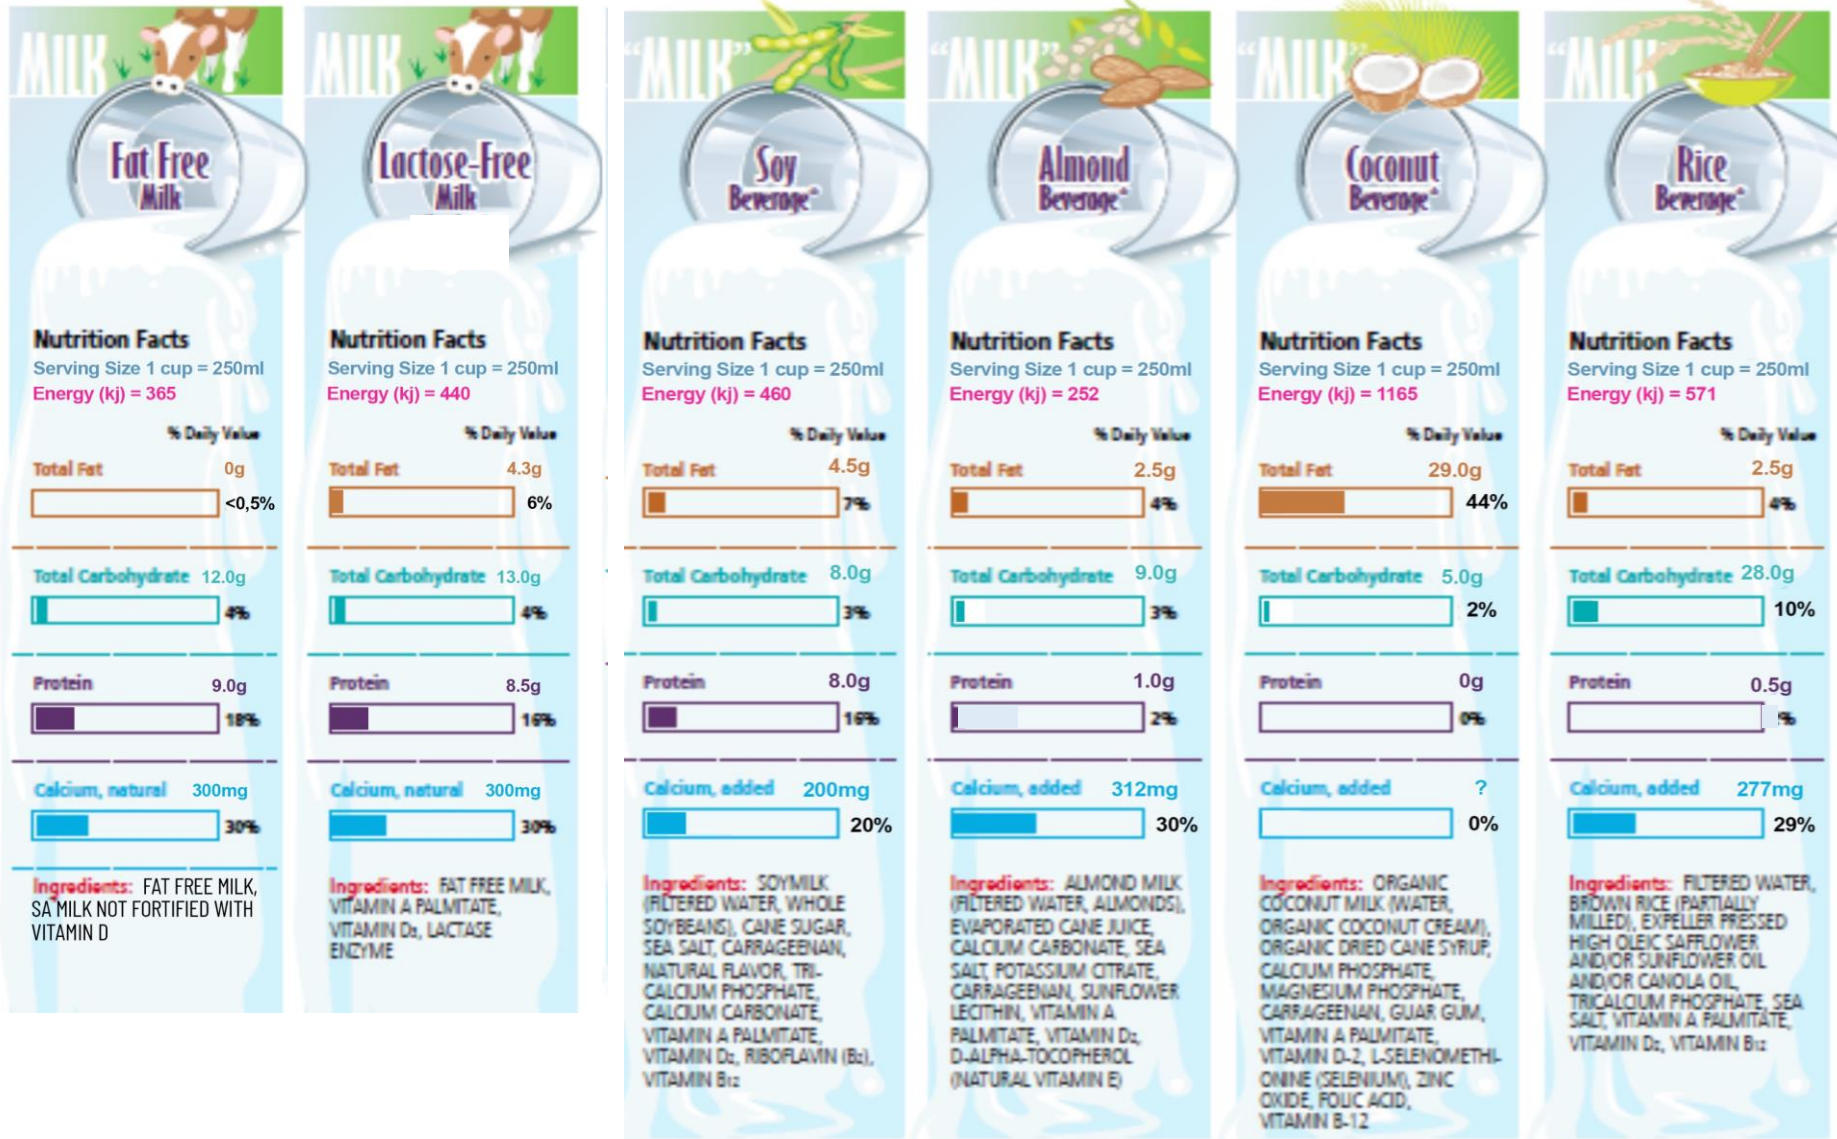 MILK
Fat Free
Milk
Nutrition Facts
Serving Size 1 cup = 250ml
Energy (kj) = 365
% Daily Value
Total Fat 0g
<0,5%
Total Carbohydrate 12.0g
4%
Protein 9.0g
18%
Calcium, natural 300mg
30%
Ingredients: FAT FREE MILK,
SA MILK NOT FORTIFIED WITH
VITAMIN D
MILK
Lactose-Free
Milk
Nutrition Facts
Serving Size 1 cup = 250ml
Energy (kj) = 440
% Daily Value
Total Fat 4.3g
6%
Total Carbohydrate 13.0g
4%
Protein 8.5g
16%
Calcium, natural 300mg
30%
Ingredients: FAT FREE MILK,
VITAMIN A PALMITATE,
VITAMIN D3, LACTASE
ENZYME
“MILK”
Soy
Beverage*
Nutrition Facts
Serving Size 1 cup = 250ml
Energy (kj) = 460
% Daily Value
Total Fat 4.5g
7%
Total Carbohydrate 8.0g
3%
Protein 8.0g
16%
Calcium, added 200mg
20%
Ingredients: SOYMILK
(FILTERED WATER, WHOLE
SOYBEANS), CANE SUGAR,
SEA SALT, CARRAGEENAN,
NATURAL FLAVOR, TRI-
CALCIUM PHOSPHATE,
CALCIUM CARBONATE,
VITAMIN A PALMITATE,
VITAMIN D2, RIBOFLAVIN (B2),
VITAMIN B12
“MILK”
Almond
Beverage*
Nutrition Facts
Serving Size 1 cup = 250ml
Energy (kj) = 252
% Daily Value
Total Fat 2.5g
4%
Total Carbohydrate 9.0g
3%
Protein 1.0g
2%
Calcium, added 312mg
30%
Ingredients: ALMOND MILK
(FILTERED WATER, ALMONDS),
EVAPORATED CANE JUICE,
CALCIUM CARBONATE, SEA
SALT, POTASSIUM CITRATE,
CARRAGEENAN, SUNFLOWER
LECITHIN, VITAMIN A
PALMITATE, VITAMIN D2,
D-ALPHA-TOCOPHEROL
(NATURAL VITAMIN E)
“MILK”
Coconut
Beverage*
Nutrition Facts
Serving Size 1 cup = 250ml
Energy (kj) = 1165
% Daily Value
Total Fat 29.0g
44%
Total Carbohydrate 5.0g
2%
Protein 0g
0%
Calcium, added ?
0%
Ingredients: ORGANIC
COCONUT MILK (WATER,
ORGANIC COCONUT CREAM),
ORGANIC DRIED CANE SYRUP,
CALCIUM PHOSPHATE,
MAGNESIUM PHOSPHATE,
CARRAGEENAN, GUAR GUM,
VITAMIN A PALMITATE,
VITAMIN D-2, L-SELENOMETHI-
ONINE (SELENIUM), ZINC
OXIDE, FOLIC ACID,
VITAMIN B-12
“MILK”
Rice
Beverage*
Nutrition Facts
Serving Size 1 cup = 250ml
Energy (kj) = 571
% Daily Value
Total Fat 2.5g
4%
Total Carbohydrate 28.0g
10%
Protein 0.5g
%
Calcium, added 277mg
29%
Ingredients: FILTERED WATER,
BROWN RICE (PARTIALLY
MILLED), EXPELLER PRESSED
HIGH OLEIC SAFFLOWER
AND/OR SUNFLOWER OIL
AND/OR CANOLA OIL,
TRICALCIUM PHOSPHATE, SEA
SALT, VITAMIN A PALMITATE,
VITAMIN D2, VITAMIN B12